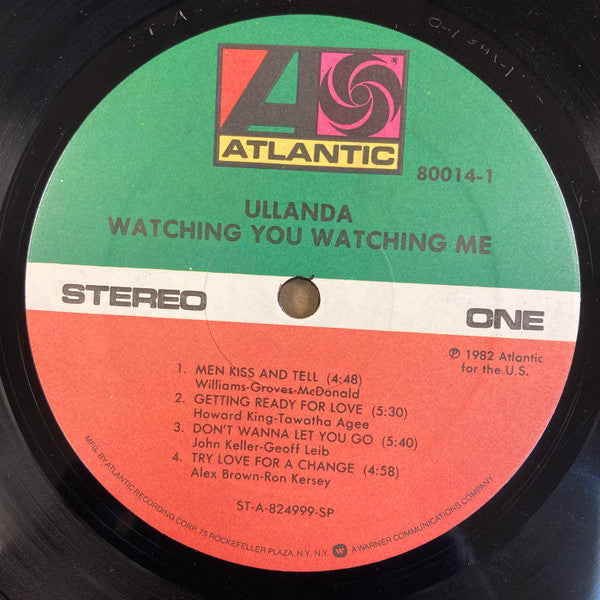 ATLANTIC
80014-1
ULLANDA
WATCHING YOU WATCHING ME
STEREO
ONE
℗ 1982 Atlantic
for the U.S.
1. MEN KISS AND TELL (4:48)
Williams-Groves-McDonald
2. GETTING READY FOR LOVE (5:30)
Howard King-Tawatha Agee
3. DON'T WANNA LET YOU GO (5:40)
John Keller-Geoff Leib
4. TRY LOVE FOR A CHANGE (4:58)
Alex Brown-Ron Kersey
ST-A-824999-SP
MFG. BY ATLANTIC RECORDING CORP. 75 ROCKEFELLER PLAZA, N.Y. N.Y. A WARNER COMMUNICATIONS COMPANY